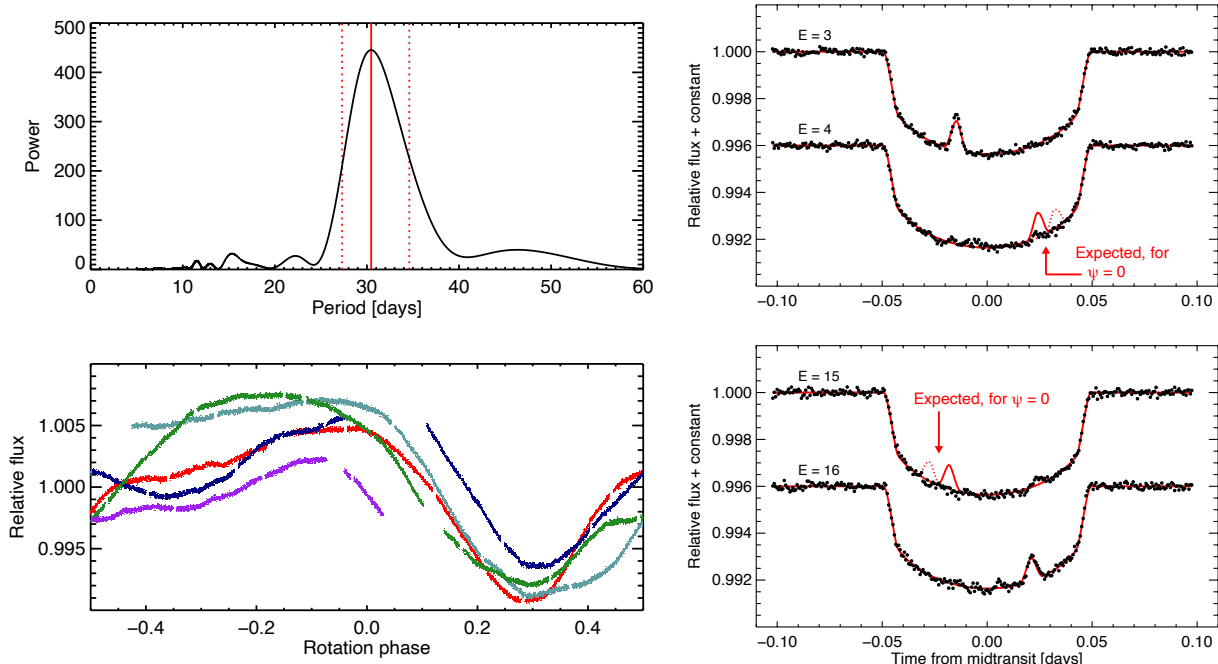 500
400
300
200
100
0
Power
0 10 20 30 40 50 60
Period [days]
1.005
1.000
0.995
Relative flux
−0.4 −0.2 0.0 0.2 0.4
Rotation phase
E = 3
E = 4
1.000
0.998
0.996
0.994
0.992
Relative flux + constant
Expected, for
ψ = 0
−0.10 −0.05 0.00 0.05 0.10
E = 15
Expected, for ψ = 0
E = 16
1.000
0.998
0.996
0.994
0.992
Relative flux + constant
−0.10 −0.05 0.00 0.05 0.10
Time from midtransit [days]